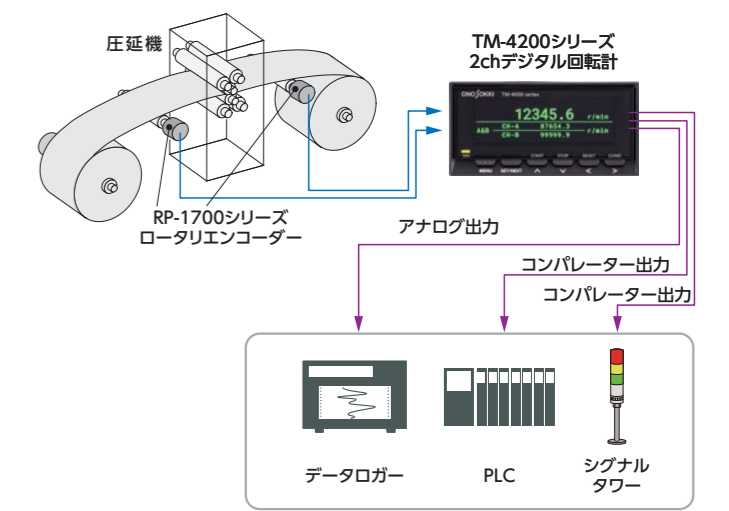 圧延機
TM-4200シリーズ
2chデジタル回転計
ONO SOKKI TM-4200 series
12345.6 r/min
A&B CH-A 87654.3 r/min
CH-B 99999.9
START STOP RESET COND
MENU SET/NEXT
RP-1700シリーズ
ロータリエンコーダー
アナログ出力
コンパレーター出力
コンパレーター出力
データロガー
PLC
シグナル
タワー